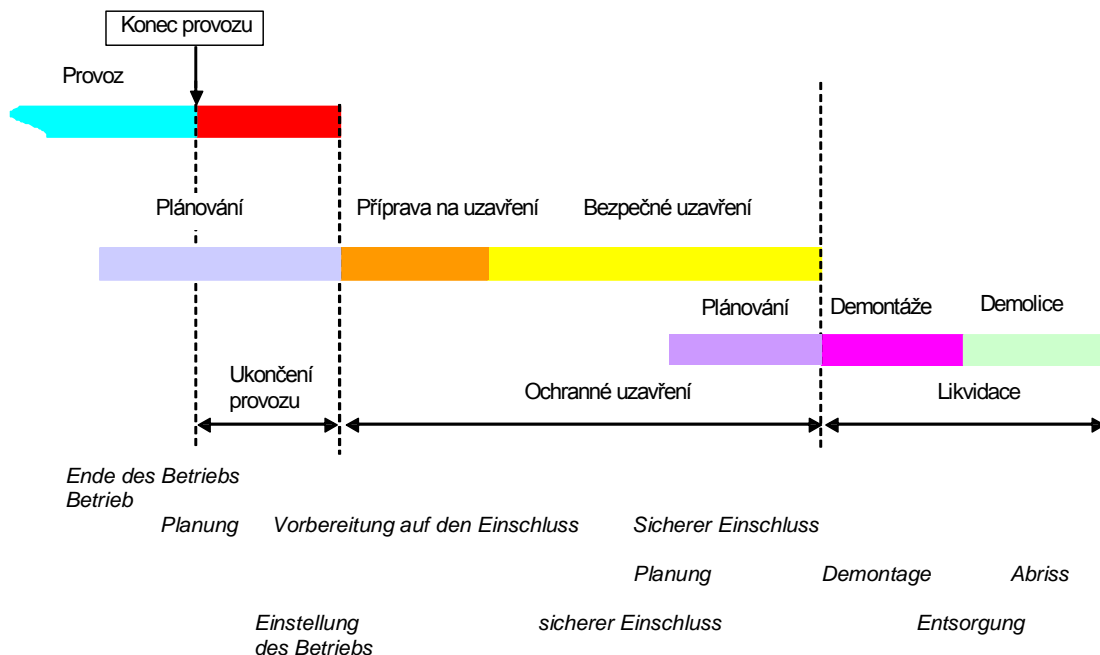 Konec provozu
Provoz
Plánování
Příprava na uzavření
Bezpečné uzavření
Plánování
Demontáže
Demolice
Ukončení
provozu
Ochranné uzavření
Likvidace
Ende des Betriebs
Betrieb
Planung
Vorbereitung auf den Einschluss
Sicherer Einschluss
Planung
Demontage
Abriss
Einstellung
des Betriebs
sicherer Einschluss
Entsorgung